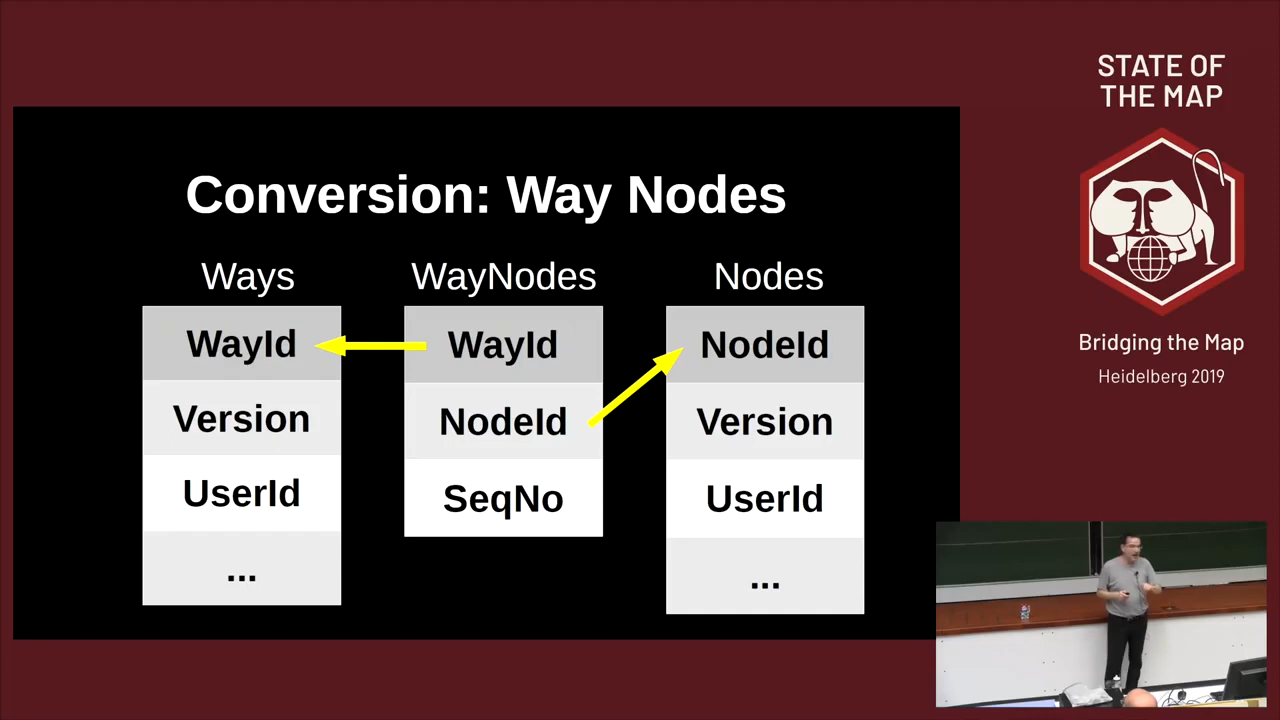 STATE OF
THE MAP
Conversion: Way Nodes
Ways
WayNodes
Nodes
WayId
WayId
NodeId
Version
NodeId
Version
UserId
SeqNo
UserId
...
...
Bridging the Map
Heidelberg 2019